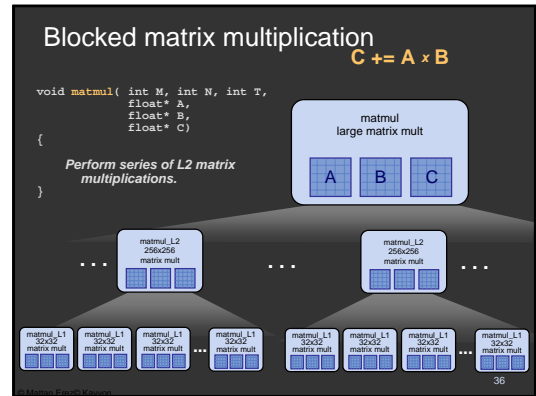 Blocked matrix multiplication
C += A x B
void matmul( int M, int N, int T,
float* A,
float* B,
float* C)
{
Perform series of L2 matrix
multiplications.
}
matmul
large matrix mult
A B C
matmul_L2
256x256
matrix mult
matmul_L2
256x256
matrix mult
. . .
. . .
. . .
matmul_L1
32x32
matrix mult
matmul_L1
32x32
matrix mult
matmul_L1
32x32
matrix mult
...
matmul_L1
32x32
matrix mult
matmul_L1
32x32
matrix mult
matmul_L1
32x32
matrix mult
matmul_L1
32x32
matrix mult
...
matmul_L1
32x32
matrix mult
36
© Mattan Erez© Kayvon